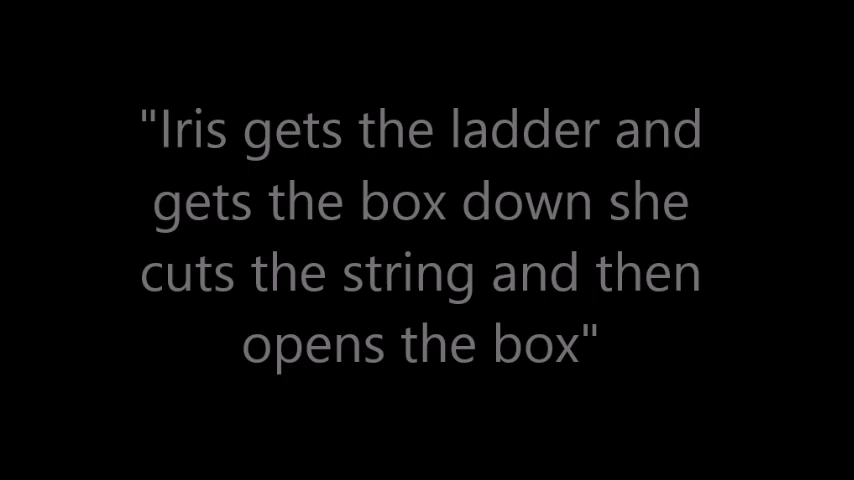 "Iris gets the ladder and
gets the box down she
cuts the string and then
opens the box"